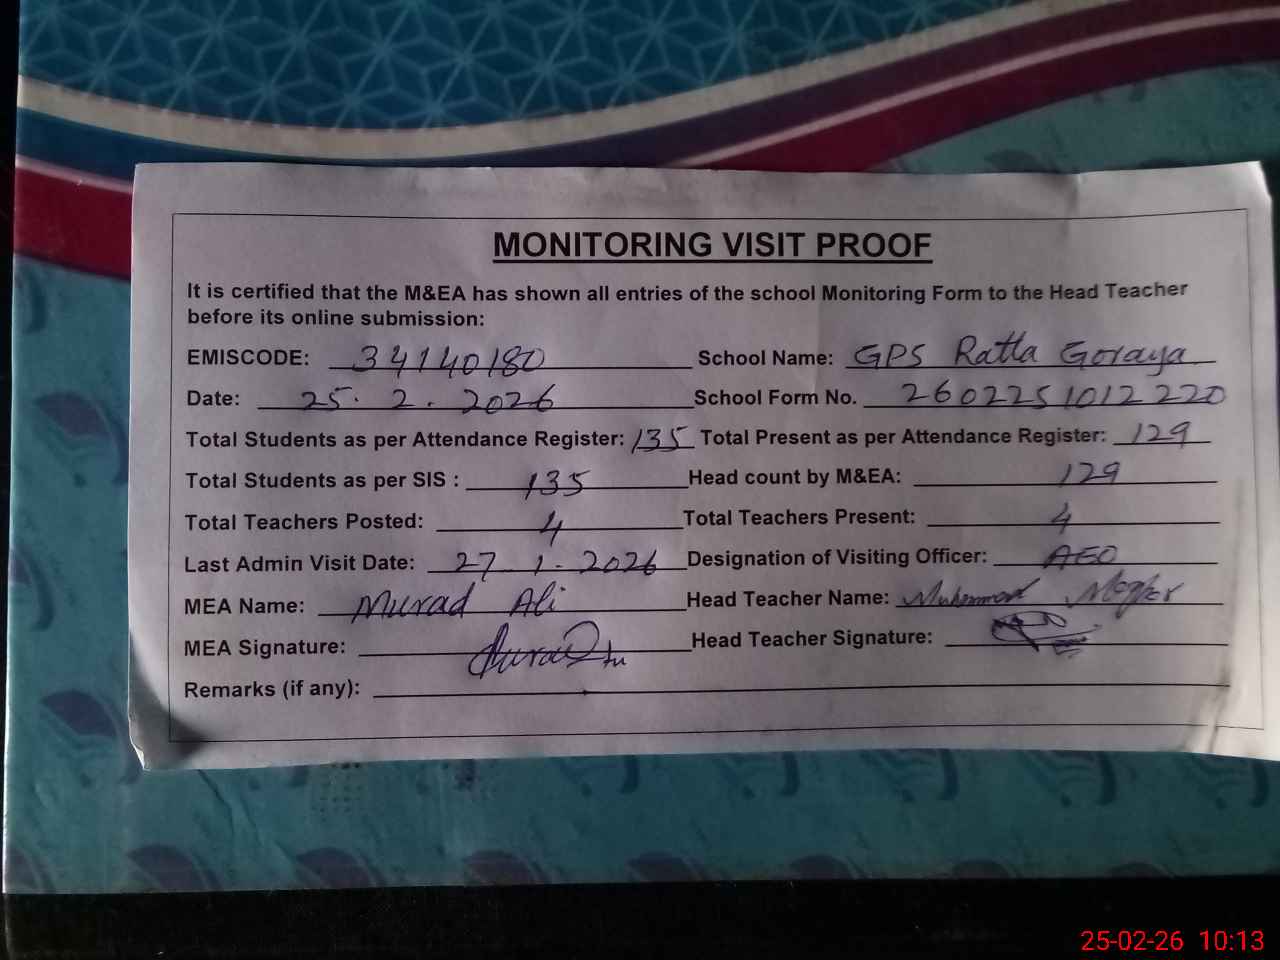 MONITORING VISIT PROOF
It is certified that the M&EA has shown all entries of the school Monitoring Form to the Head Teacher
before its online submission:
EMISCODE: 34140180 School Name: GPS Ratta Goraya
Date: 25. 2. 2026 School Form No. 2602251012220
Total Students as per Attendance Register: 135 Total Present as per Attendance Register: 129
Total Students as per SIS : 135 Head count by M&EA: 129
Total Teachers Posted: 4 Total Teachers Present: 4
Last Admin Visit Date: 27-1-2026 Designation of Visiting Officer: AEO
MEA Name: Murad Ali Head Teacher Name: Muhammad
MEA Signature: Head Teacher Signature:
Remarks (if any):
25-02-26 10:13